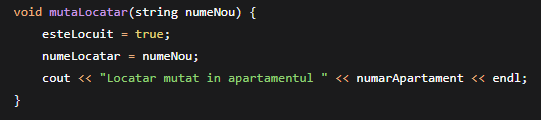 void mutaLocatar(string numeNou) {
esteLocuit = true;
numeLocatar = numeNou;
cout << "Locatar mutat in apartamentul " << numarApartament << endl;
}